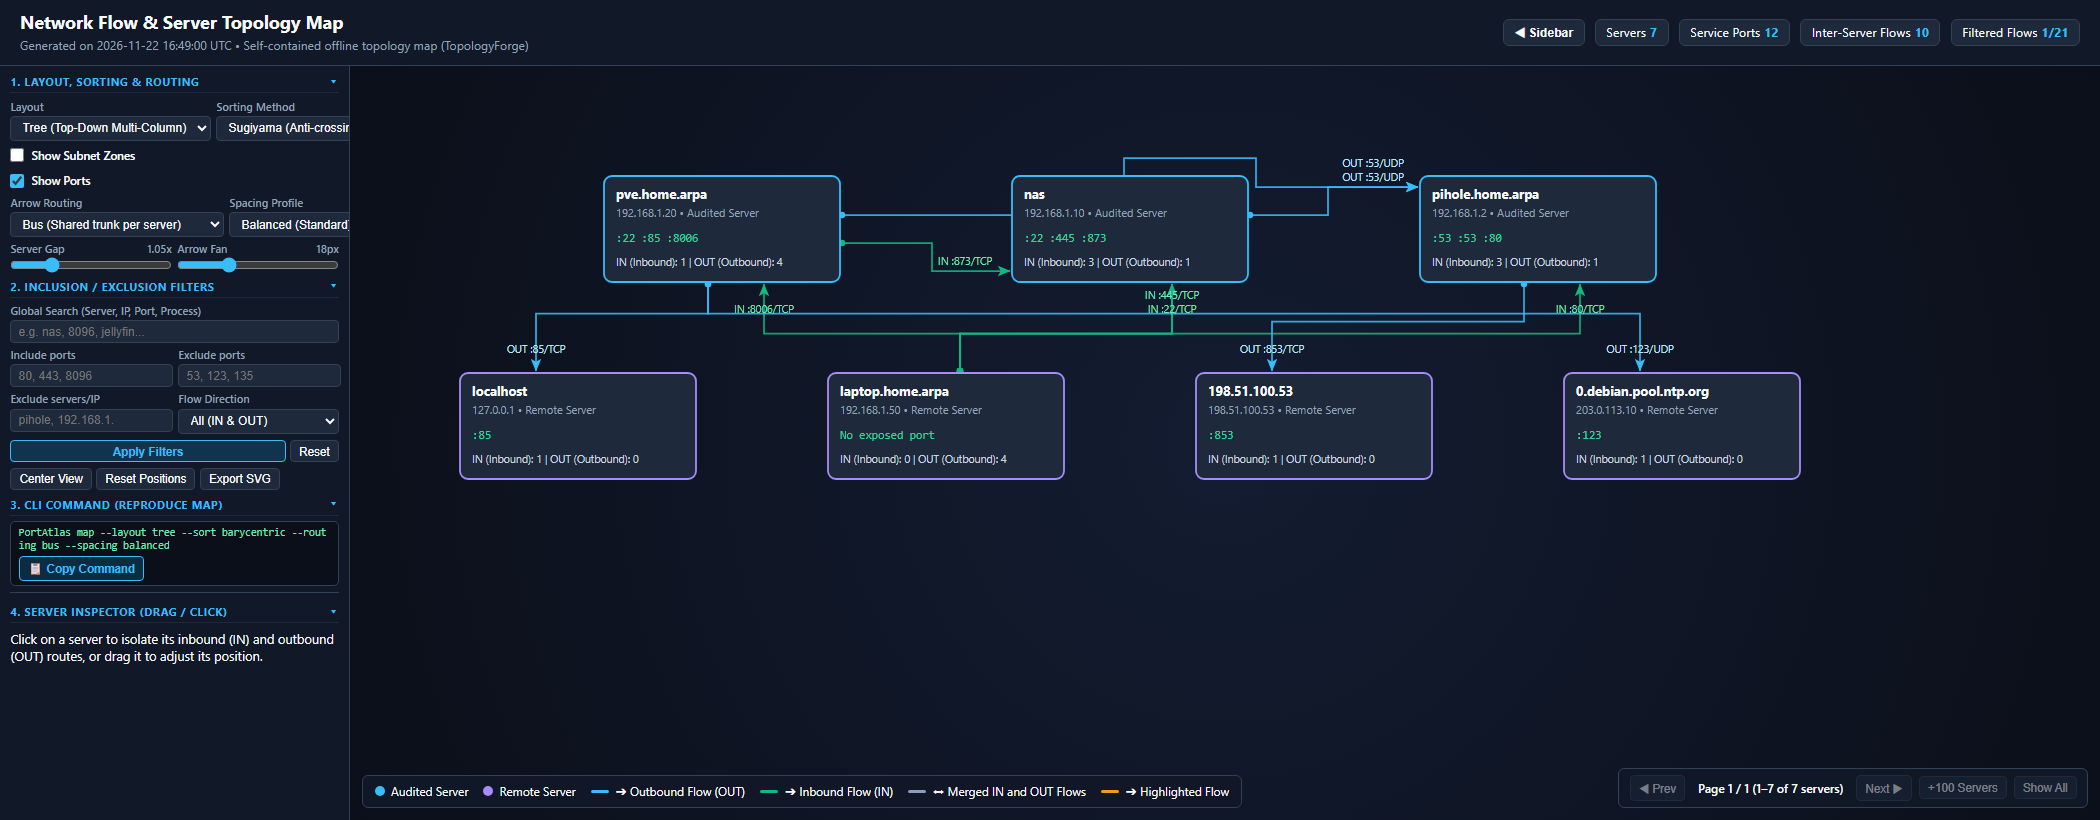 Network Flow & Server Topology Map
Generated on 2026-11-22 16:49:00 UTC • Self-contained offline topology map (TopologyForge)
◀ Sidebar
Servers 7
Service Ports 12
Inter-Server Flows 10
Filtered Flows 1/21
1. LAYOUT, SORTING & ROUTING
Layout
Sorting Method
Tree (Top-Down Multi-Column)
Sugiyama (Anti-crossin
Show Subnet Zones
Show Ports
Arrow Routing
Spacing Profile
Bus (Shared trunk per server)
Balanced (Standard)
Server Gap 1.05x
Arrow Fan 18px
2. INCLUSION / EXCLUSION FILTERS
Global Search (Server, IP, Port, Process)
e.g. nas, 8096, jellyfin...
Include ports
Exclude ports
80, 443, 8096
53, 123, 135
Exclude servers/IP
Flow Direction
pihole, 192.168.1.
All (IN & OUT)
Apply Filters
Reset
Center View
Reset Positions
Export SVG
3. CLI COMMAND (REPRODUCE MAP)
PortAtlas map --layout tree --sort barycentric --rout
ing bus --spacing balanced
Copy Command
4. SERVER INSPECTOR (DRAG / CLICK)
Click on a server to isolate its inbound (IN) and outbound
(OUT) routes, or drag it to adjust its position.
OUT :53/UDP
OUT :53/UDP
pve.home.arpa
192.168.1.20 • Audited Server
:22 :85 :8006
IN (Inbound): 1 | OUT (Outbound): 4
IN :873/TCP
nas
192.168.1.10 • Audited Server
:22 :445 :873
IN (Inbound): 3 | OUT (Outbound): 1
pihole.home.arpa
192.168.1.2 • Audited Server
:53 :53 :80
IN (Inbound): 3 | OUT (Outbound): 1
IN :445/TCP
IN :8006/TCP
IN :22/TCP
IN :80/TCP
OUT :85/TCP
OUT :853/TCP
OUT :123/UDP
localhost
127.0.0.1 • Remote Server
:85
IN (Inbound): 1 | OUT (Outbound): 0
laptop.home.arpa
192.168.1.50 • Remote Server
No exposed port
IN (Inbound): 0 | OUT (Outbound): 4
198.51.100.53
198.51.100.53 • Remote Server
:853
IN (Inbound): 1 | OUT (Outbound): 0
0.debian.pool.ntp.org
203.0.113.10 • Remote Server
:123
IN (Inbound): 1 | OUT (Outbound): 0
Audited Server
Remote Server
➔ Outbound Flow (OUT)
➔ Inbound Flow (IN)
↔ Merged IN and OUT Flows
➔ Highlighted Flow
◀ Prev
Page 1 / 1 (1–7 of 7 servers)
Next ▶
+100 Servers
Show All